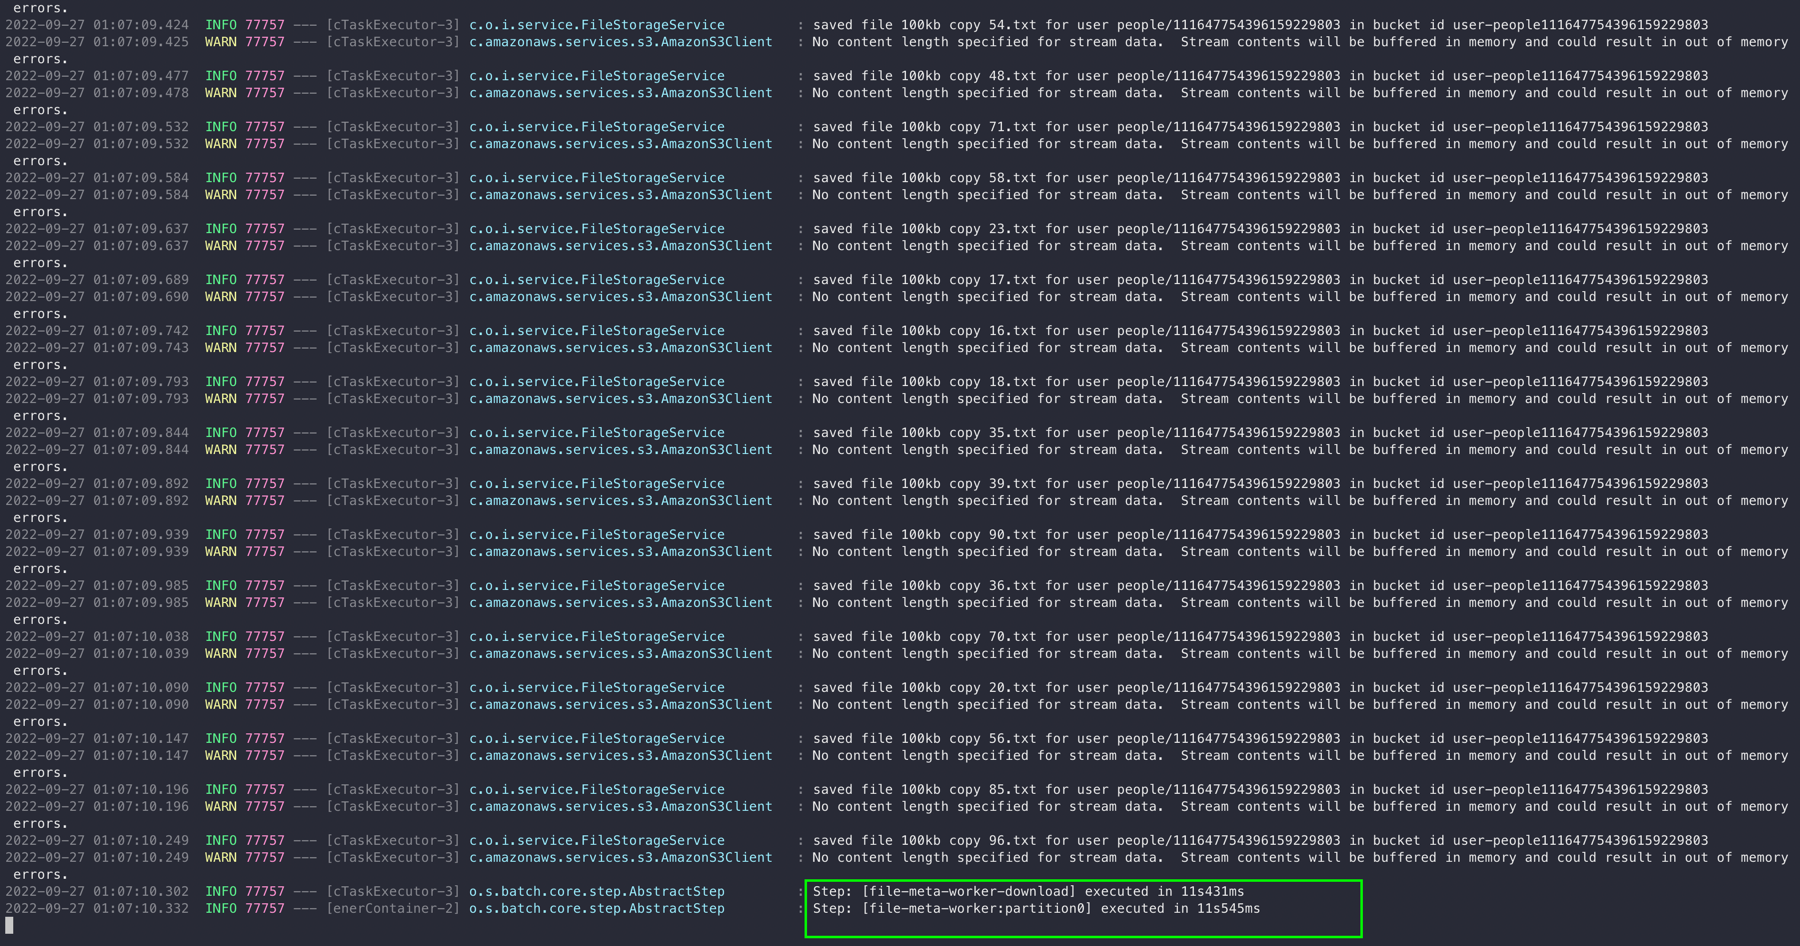 errors.
2022-09-27 01:07:09.424  INFO 77757 --- [cTaskExecutor-3] c.o.i.service.FileStorageService         : saved file 100kb copy 54.txt for user people/111647754396159229803 in bucket id user-people111647754396159229803
2022-09-27 01:07:09.425  WARN 77757 --- [cTaskExecutor-3] c.amazonaws.services.s3.AmazonS3Client   : No content length specified for stream data.  Stream contents will be buffered in memory and could result in out of memory
errors.
2022-09-27 01:07:09.477  INFO 77757 --- [cTaskExecutor-3] c.o.i.service.FileStorageService         : saved file 100kb copy 48.txt for user people/111647754396159229803 in bucket id user-people111647754396159229803
2022-09-27 01:07:09.478  WARN 77757 --- [cTaskExecutor-3] c.amazonaws.services.s3.AmazonS3Client   : No content length specified for stream data.  Stream contents will be buffered in memory and could result in out of memory
errors.
2022-09-27 01:07:09.532  INFO 77757 --- [cTaskExecutor-3] c.o.i.service.FileStorageService         : saved file 100kb copy 71.txt for user people/111647754396159229803 in bucket id user-people111647754396159229803
2022-09-27 01:07:09.532  WARN 77757 --- [cTaskExecutor-3] c.amazonaws.services.s3.AmazonS3Client   : No content length specified for stream data.  Stream contents will be buffered in memory and could result in out of memory
errors.
2022-09-27 01:07:09.584  INFO 77757 --- [cTaskExecutor-3] c.o.i.service.FileStorageService         : saved file 100kb copy 58.txt for user people/111647754396159229803 in bucket id user-people111647754396159229803
2022-09-27 01:07:09.584  WARN 77757 --- [cTaskExecutor-3] c.amazonaws.services.s3.AmazonS3Client   : No content length specified for stream data.  Stream contents will be buffered in memory and could result in out of memory
errors.
2022-09-27 01:07:09.637  INFO 77757 --- [cTaskExecutor-3] c.o.i.service.FileStorageService         : saved file 100kb copy 23.txt for user people/111647754396159229803 in bucket id user-people111647754396159229803
2022-09-27 01:07:09.637  WARN 77757 --- [cTaskExecutor-3] c.amazonaws.services.s3.AmazonS3Client   : No content length specified for stream data.  Stream contents will be buffered in memory and could result in out of memory
errors.
2022-09-27 01:07:09.689  INFO 77757 --- [cTaskExecutor-3] c.o.i.service.FileStorageService         : saved file 100kb copy 17.txt for user people/111647754396159229803 in bucket id user-people111647754396159229803
2022-09-27 01:07:09.690  WARN 77757 --- [cTaskExecutor-3] c.amazonaws.services.s3.AmazonS3Client   : No content length specified for stream data.  Stream contents will be buffered in memory and could result in out of memory
errors.
2022-09-27 01:07:09.742  INFO 77757 --- [cTaskExecutor-3] c.o.i.service.FileStorageService         : saved file 100kb copy 16.txt for user people/111647754396159229803 in bucket id user-people111647754396159229803
2022-09-27 01:07:09.743  WARN 77757 --- [cTaskExecutor-3] c.amazonaws.services.s3.AmazonS3Client   : No content length specified for stream data.  Stream contents will be buffered in memory and could result in out of memory
errors.
2022-09-27 01:07:09.793  INFO 77757 --- [cTaskExecutor-3] c.o.i.service.FileStorageService         : saved file 100kb copy 18.txt for user people/111647754396159229803 in bucket id user-people111647754396159229803
2022-09-27 01:07:09.793  WARN 77757 --- [cTaskExecutor-3] c.amazonaws.services.s3.AmazonS3Client   : No content length specified for stream data.  Stream contents will be buffered in memory and could result in out of memory
errors.
2022-09-27 01:07:09.844  INFO 77757 --- [cTaskExecutor-3] c.o.i.service.FileStorageService         : saved file 100kb copy 35.txt for user people/111647754396159229803 in bucket id user-people111647754396159229803
2022-09-27 01:07:09.844  WARN 77757 --- [cTaskExecutor-3] c.amazonaws.services.s3.AmazonS3Client   : No content length specified for stream data.  Stream contents will be buffered in memory and could result in out of memory
errors.
2022-09-27 01:07:09.892  INFO 77757 --- [cTaskExecutor-3] c.o.i.service.FileStorageService         : saved file 100kb copy 39.txt for user people/111647754396159229803 in bucket id user-people111647754396159229803
2022-09-27 01:07:09.892  WARN 77757 --- [cTaskExecutor-3] c.amazonaws.services.s3.AmazonS3Client   : No content length specified for stream data.  Stream contents will be buffered in memory and could result in out of memory
errors.
2022-09-27 01:07:09.939  INFO 77757 --- [cTaskExecutor-3] c.o.i.service.FileStorageService         : saved file 100kb copy 90.txt for user people/111647754396159229803 in bucket id user-people111647754396159229803
2022-09-27 01:07:09.939  WARN 77757 --- [cTaskExecutor-3] c.amazonaws.services.s3.AmazonS3Client   : No content length specified for stream data.  Stream contents will be buffered in memory and could result in out of memory
errors.
2022-09-27 01:07:09.985  INFO 77757 --- [cTaskExecutor-3] c.o.i.service.FileStorageService         : saved file 100kb copy 36.txt for user people/111647754396159229803 in bucket id user-people111647754396159229803
2022-09-27 01:07:09.985  WARN 77757 --- [cTaskExecutor-3] c.amazonaws.services.s3.AmazonS3Client   : No content length specified for stream data.  Stream contents will be buffered in memory and could result in out of memory
errors.
2022-09-27 01:07:10.038  INFO 77757 --- [cTaskExecutor-3] c.o.i.service.FileStorageService         : saved file 100kb copy 70.txt for user people/111647754396159229803 in bucket id user-people111647754396159229803
2022-09-27 01:07:10.039  WARN 77757 --- [cTaskExecutor-3] c.amazonaws.services.s3.AmazonS3Client   : No content length specified for stream data.  Stream contents will be buffered in memory and could result in out of memory
errors.
2022-09-27 01:07:10.090  INFO 77757 --- [cTaskExecutor-3] c.o.i.service.FileStorageService         : saved file 100kb copy 20.txt for user people/111647754396159229803 in bucket id user-people111647754396159229803
2022-09-27 01:07:10.090  WARN 77757 --- [cTaskExecutor-3] c.amazonaws.services.s3.AmazonS3Client   : No content length specified for stream data.  Stream contents will be buffered in memory and could result in out of memory
errors.
2022-09-27 01:07:10.147  INFO 77757 --- [cTaskExecutor-3] c.o.i.service.FileStorageService         : saved file 100kb copy 56.txt for user people/111647754396159229803 in bucket id user-people111647754396159229803
2022-09-27 01:07:10.147  WARN 77757 --- [cTaskExecutor-3] c.amazonaws.services.s3.AmazonS3Client   : No content length specified for stream data.  Stream contents will be buffered in memory and could result in out of memory
errors.
2022-09-27 01:07:10.196  INFO 77757 --- [cTaskExecutor-3] c.o.i.service.FileStorageService         : saved file 100kb copy 85.txt for user people/111647754396159229803 in bucket id user-people111647754396159229803
2022-09-27 01:07:10.196  WARN 77757 --- [cTaskExecutor-3] c.amazonaws.services.s3.AmazonS3Client   : No content length specified for stream data.  Stream contents will be buffered in memory and could result in out of memory
errors.
2022-09-27 01:07:10.249  INFO 77757 --- [cTaskExecutor-3] c.o.i.service.FileStorageService         : saved file 100kb copy 96.txt for user people/111647754396159229803 in bucket id user-people111647754396159229803
2022-09-27 01:07:10.249  WARN 77757 --- [cTaskExecutor-3] c.amazonaws.services.s3.AmazonS3Client   : No content length specified for stream data.  Stream contents will be buffered in memory and could result in out of memory
errors.
2022-09-27 01:07:10.302  INFO 77757 --- [cTaskExecutor-3] o.s.batch.core.step.AbstractStep         : Step: [file-meta-worker-download] executed in 11s431ms
2022-09-27 01:07:10.332  INFO 77757 --- [enerContainer-2] o.s.batch.core.step.AbstractStep         : Step: [file-meta-worker:partition0] executed in 11s545ms